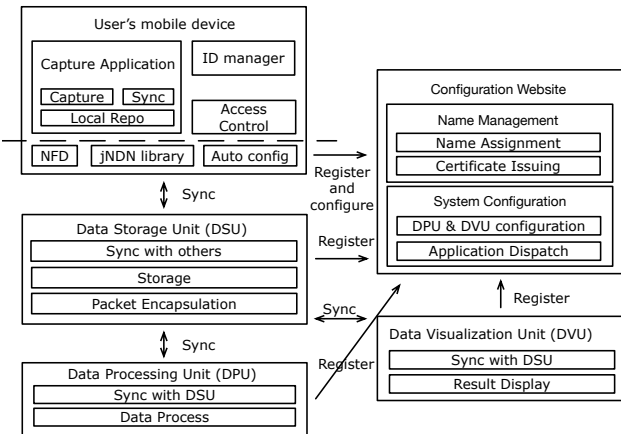 User's mobile device
Capture Application
ID manager
Capture
Sync
Local Repo
Access
Control
NFD
jNDN library
Auto config
Register
and
configure
Configuration Website
Name Management
Name Assignment
Certificate Issuing
System Configuration
DPU & DVU configuration
Application Dispatch
Sync
Data Storage Unit (DSU)
Sync with others
Storage
Packet Encapsulation
Register
Sync
Register
Sync
Register
Data Visualization Unit (DVU)
Sync with DSU
Result Display
Data Processing Unit (DPU)
Sync with DSU
Data Process